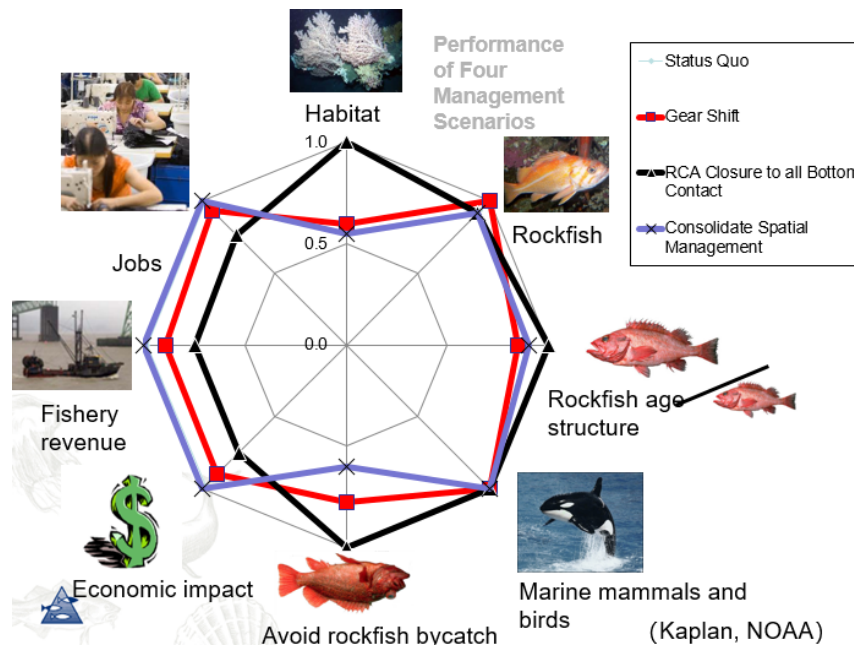 Performance
of Four
Management
Scenarios
Status Quo
Gear Shift
RCA Closure to all Bottom
Contact
Consolidate Spatial
Management
Habitat
1.0
Rockfish
0.5
Jobs
0.0
Rockfish age
structure
Fishery
revenue
Economic impact
Marine mammals and
birds
Avoid rockfish bycatch
(Kaplan, NOAA)